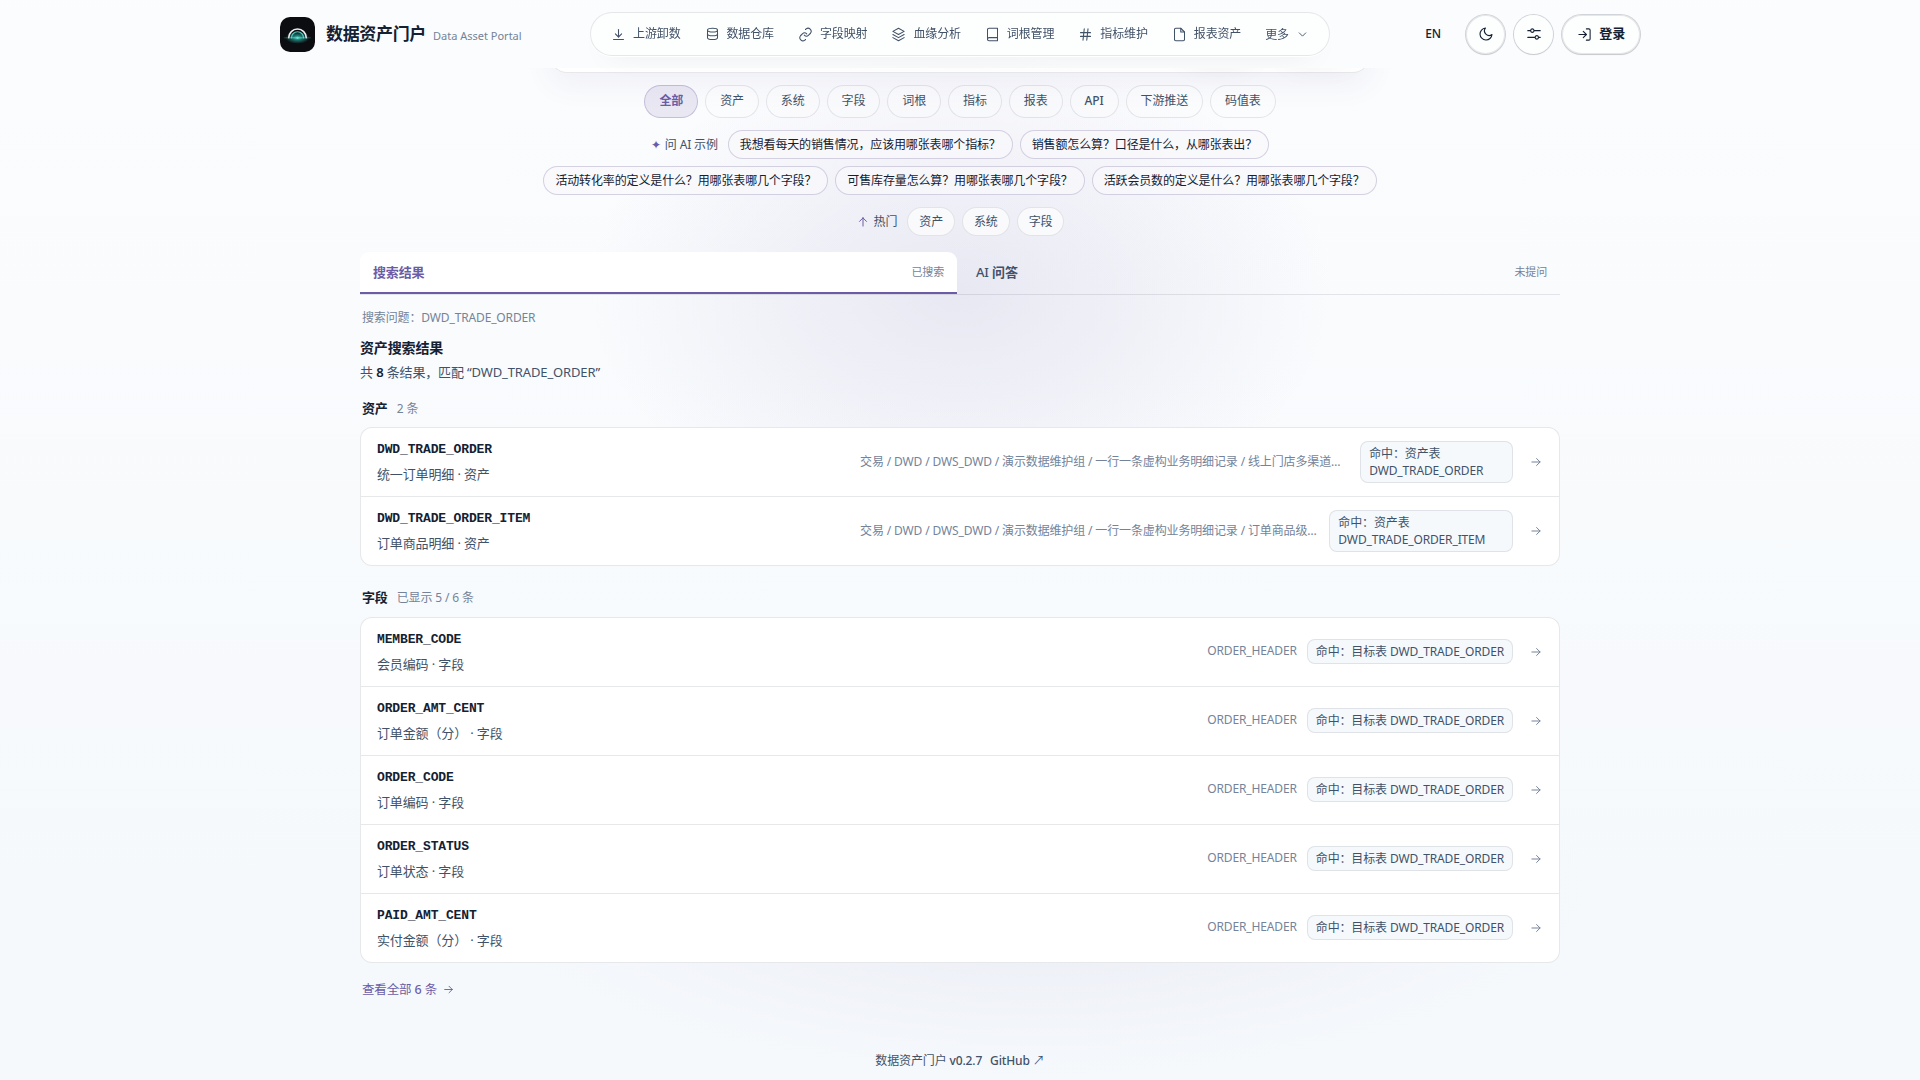 数据资产门户 Data Asset Portal
上游卸数 数据仓库 字段映射 血缘分析 词根管理 指标维护 报表资产 更多
EN 登录
全部 资产 系统 字段 词根 指标 报表 API 下游推送 码值表
✦ 问 AI 示例 我想看每天的销售情况，应该用哪张表哪个指标？ 销售额怎么算？口径是什么，从哪张表出？
活动转化率的定义是什么？用哪张表哪几个字段？ 可售库存量怎么算？用哪张表哪几个字段？ 活跃会员数的定义是什么？用哪张表哪几个字段？
↑ 热门 资产 系统 字段
搜索结果 已搜索 AI 问答 未提问
搜索问题：DWD_TRADE_ORDER
资产搜索结果
共 8 条结果，匹配 “DWD_TRADE_ORDER”
资产 2 条
DWD_TRADE_ORDER
统一订单明细 · 资产
交易 / DWD / DWS_DWD / 演示数据维护组 / 一行一条虚构业务明细记录 / 线上门店多渠道...
命中：资产表
DWD_TRADE_ORDER
→
DWD_TRADE_ORDER_ITEM
订单商品明细 · 资产
交易 / DWD / DWS_DWD / 演示数据维护组 / 一行一条虚构业务明细记录 / 订单商品级...
命中：资产表
DWD_TRADE_ORDER_ITEM
→
字段 已显示 5 / 6 条
MEMBER_CODE
会员编码 · 字段
ORDER_HEADER 命中：目标表 DWD_TRADE_ORDER →
ORDER_AMT_CENT
订单金额（分） · 字段
ORDER_HEADER 命中：目标表 DWD_TRADE_ORDER →
ORDER_CODE
订单编码 · 字段
ORDER_HEADER 命中：目标表 DWD_TRADE_ORDER →
ORDER_STATUS
订单状态 · 字段
ORDER_HEADER 命中：目标表 DWD_TRADE_ORDER →
PAID_AMT_CENT
实付金额（分） · 字段
ORDER_HEADER 命中：目标表 DWD_TRADE_ORDER →
查看全部 6 条 →
数据资产门户 v0.2.7 GitHub ↗